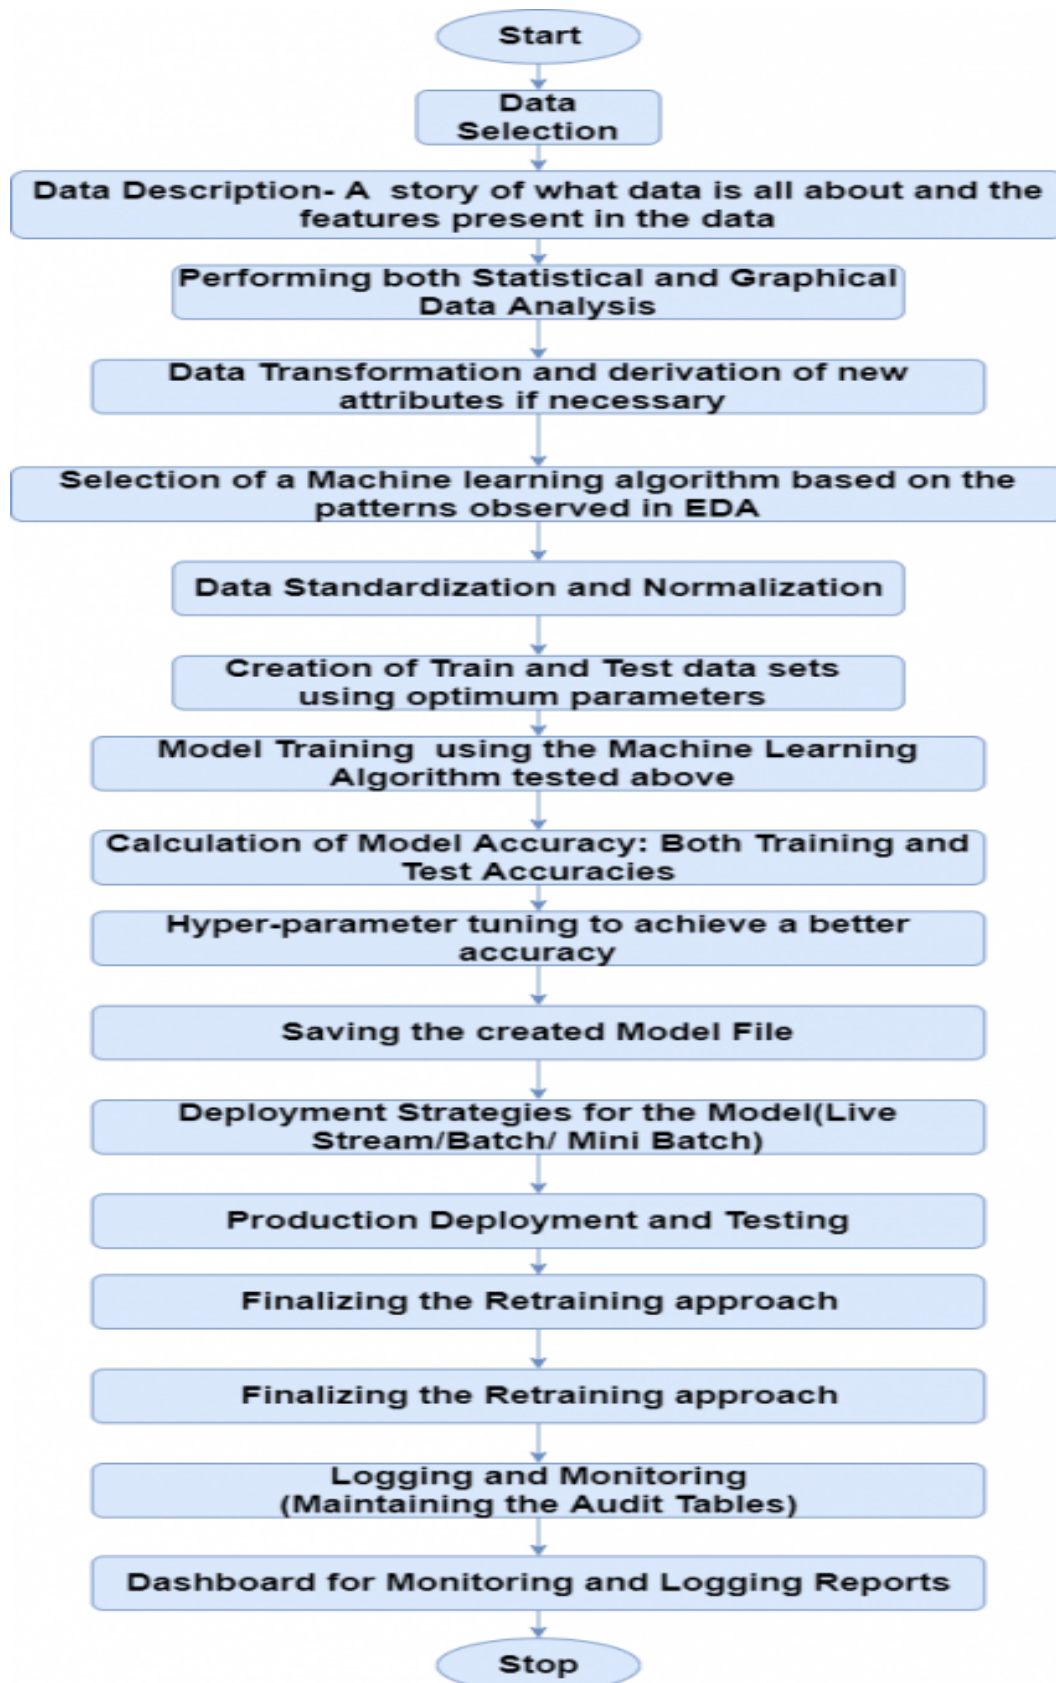 Start
Data
Selection
Data Description- A  story of what data is all about and the
features present in the data
Performing both Statistical and Graphical
Data Analysis
Data Transformation and derivation of new
attributes if necessary
Selection of a Machine learning algorithm based on the
patterns observed in EDA
Data Standardization and Normalization
Creation of Train and Test data sets
using optimum parameters
Model Training  using the Machine Learning
Algorithm tested above
Calculation of Model Accuracy: Both Training and
Test Accuracies
Hyper-parameter tuning to achieve a better
accuracy
Saving the created Model File
Deployment Strategies for the Model(Live
Stream/Batch/ Mini Batch)
Production Deployment and Testing
Finalizing the Retraining approach
Finalizing the Retraining approach
Logging and Monitoring
(Maintaining the Audit Tables)
Dashboard for Monitoring and Logging Reports
Stop